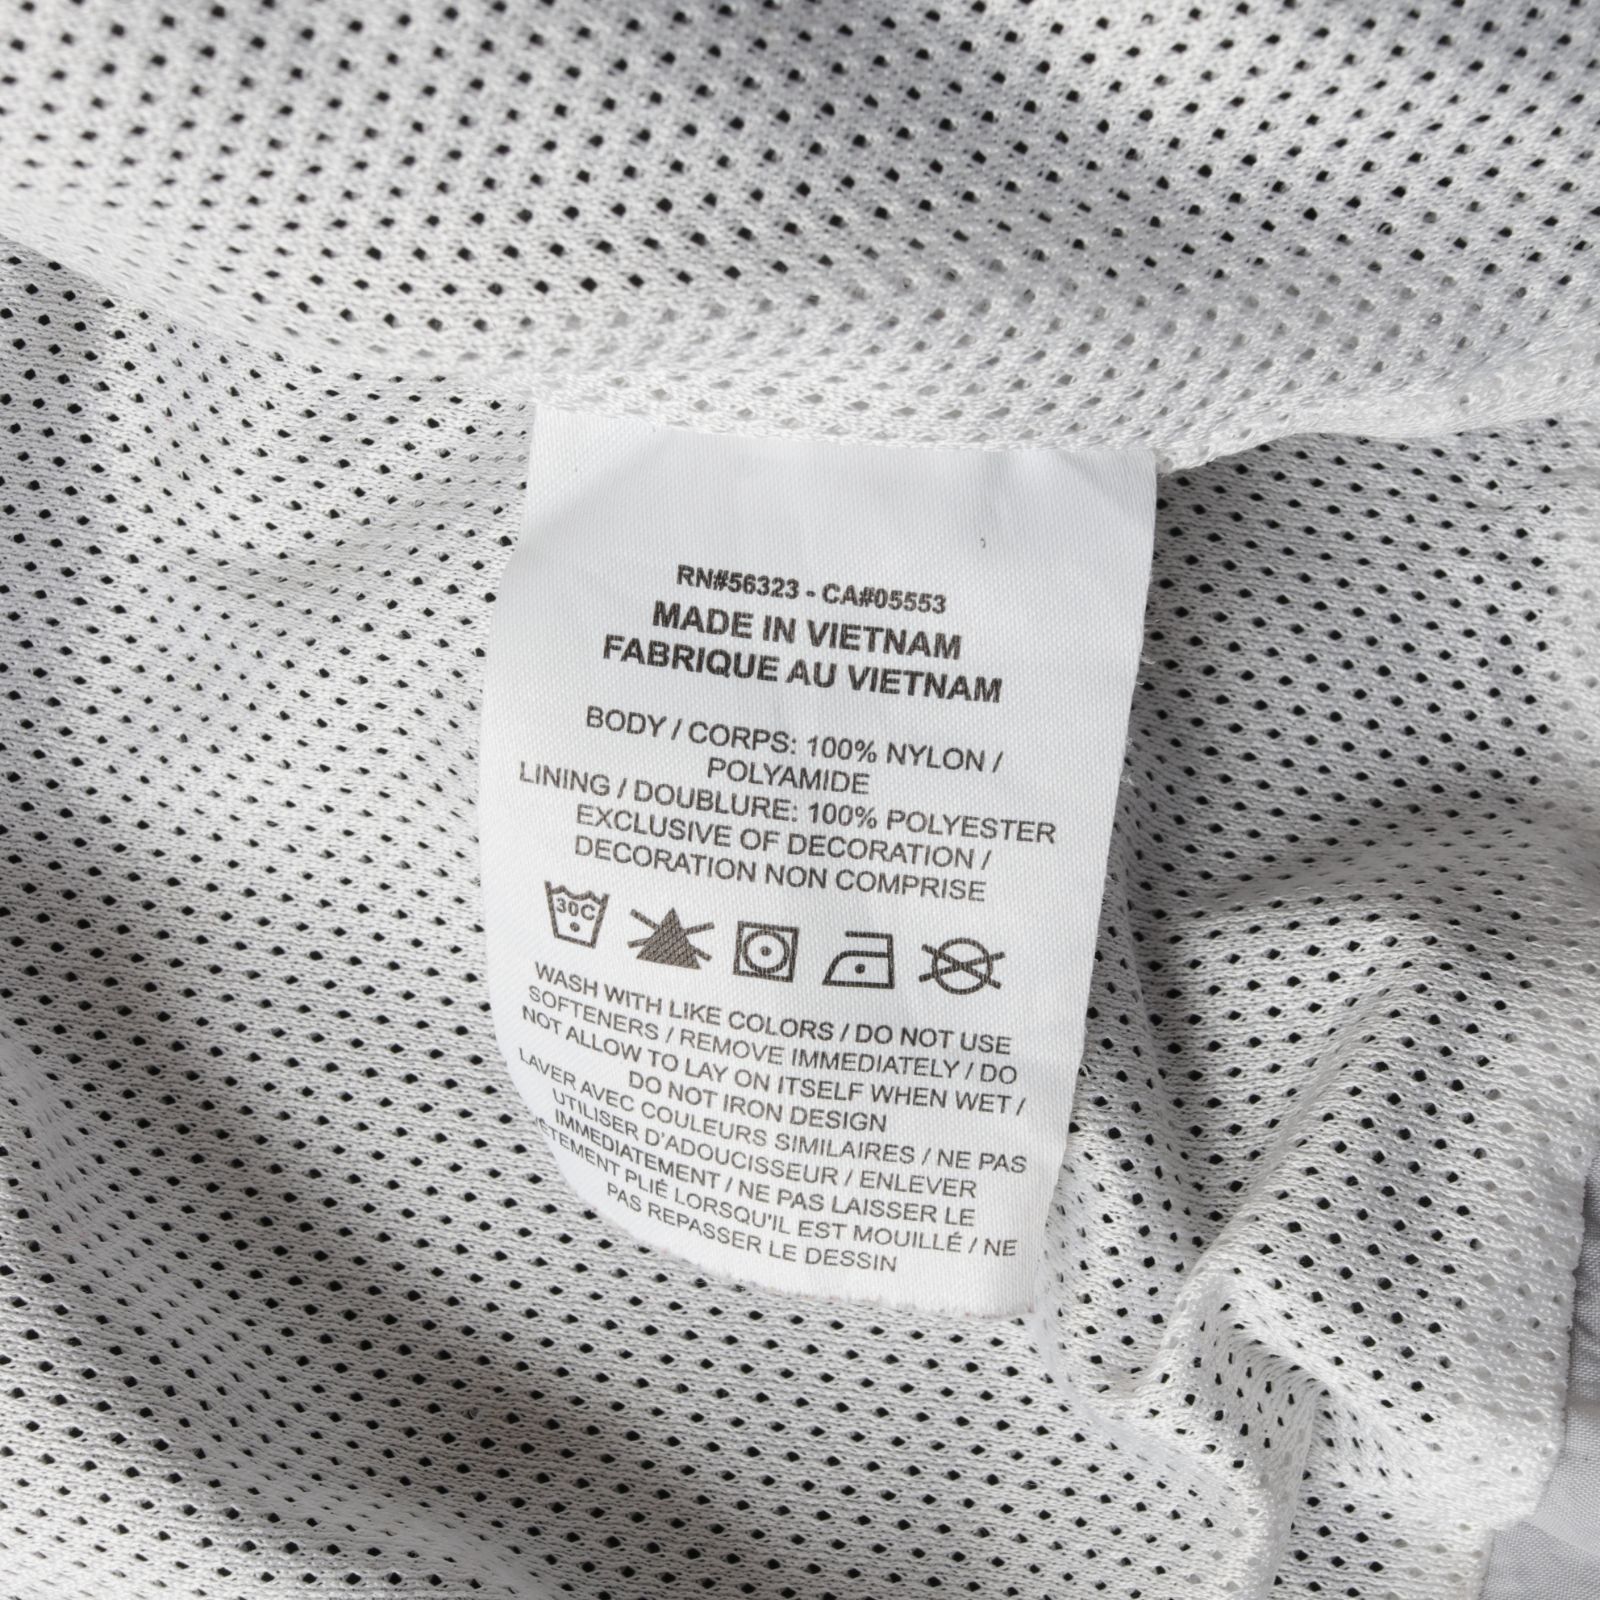 RN#56323 - CA#05553
MADE IN VIETNAM
FABRIQUE AU VIETNAM
BODY / CORPS: 100% NYLON /
POLYAMIDE
LINING / DOUBLURE: 100% POLYESTER
EXCLUSIVE OF DECORATION /
DECORATION NON COMPRISE
30C
WASH WITH LIKE COLORS / DO NOT USE
SOFTENERS / REMOVE IMMEDIATELY / DO
NOT ALLOW TO LAY ON ITSELF WHEN WET /
DO NOT IRON DESIGN
LAVER AVEC COULEURS SIMILAIRES / NE PAS
UTILISER D'ADOUCISSEUR / ENLEVER
IMMEDIATEMENT / NE PAS LAISSER LE
VÊTEMENT PLIÉ LORSQU'IL EST MOUILLÉ / NE
PAS REPASSER LE DESSIN